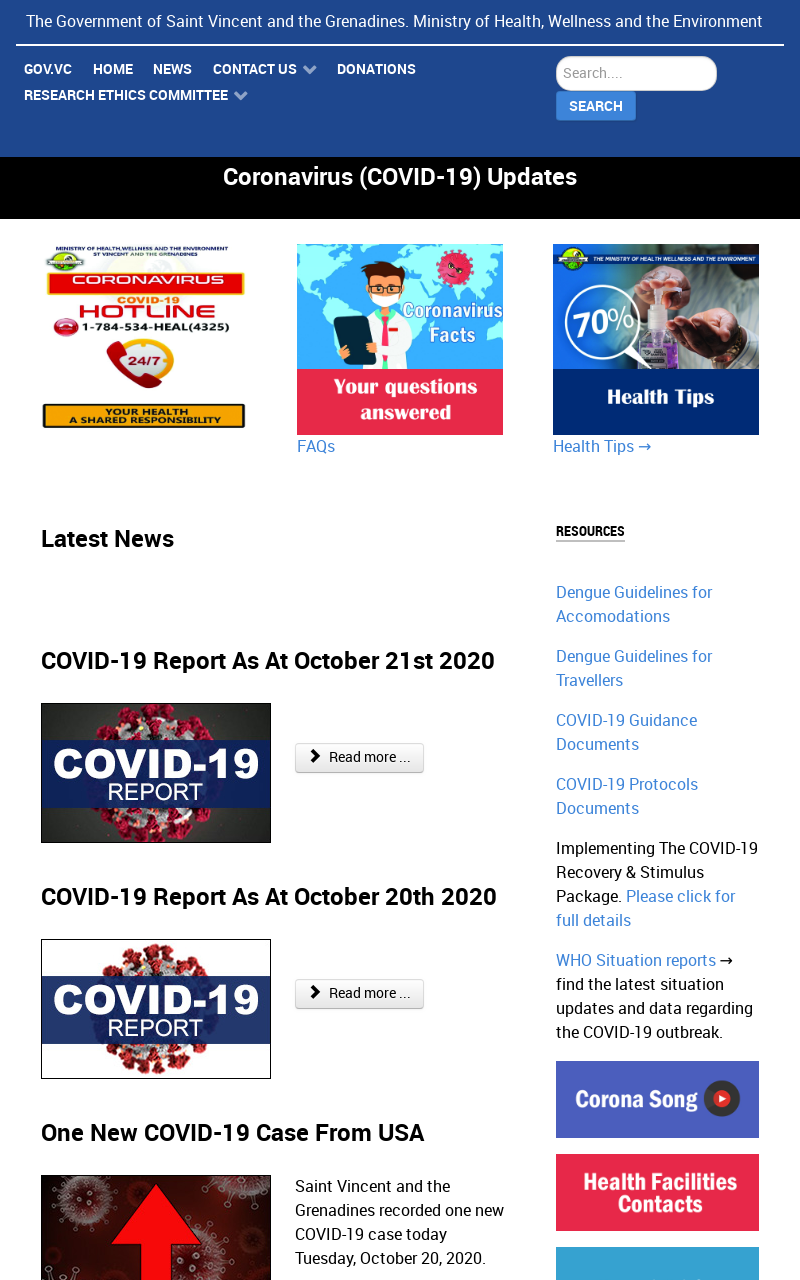 The Government of Saint Vincent and the Grenadines. Ministry of Health, Wellness and the Environment
GOV.VC HOME NEWS CONTACT US DONATIONS
RESEARCH ETHICS COMMITTEE
Search....
SEARCH
Coronavirus (COVID-19) Updates
MINISTRY OF HEALTH,WELLNESS AND THE ENVIRONMENT
ST VINCENT AND THE GRENADINES
CORONAVIRUS
COVID-19
HOTLINE
1-784-534-HEAL(4325)
24/7
YOUR HEALTH
A SHARED RESPONSIBILITY
Coronavirus
Facts
Your questions
answered
FAQs
THE MINISTRY OF HEALTH WELLNESS AND THE ENVIRONMENT
70%
Health Tips
Health Tips →
Latest News
COVID-19 Report As At October 21st 2020
COVID-19
REPORT
Read more ...
COVID-19 Report As At October 20th 2020
COVID-19
REPORT
Read more ...
One New COVID-19 Case From USA
Saint Vincent and the
Grenadines recorded one new
COVID-19 case today
Tuesday, October 20, 2020.
RESOURCES
Dengue Guidelines for
Accomodations
Dengue Guidelines for
Travellers
COVID-19 Guidance
Documents
COVID-19 Protocols
Documents
Implementing The COVID-19
Recovery & Stimulus
Package. Please click for
full details
WHO Situation reports →
find the latest situation
updates and data regarding
the COVID-19 outbreak.
Corona Song
Health Facilities
Contacts